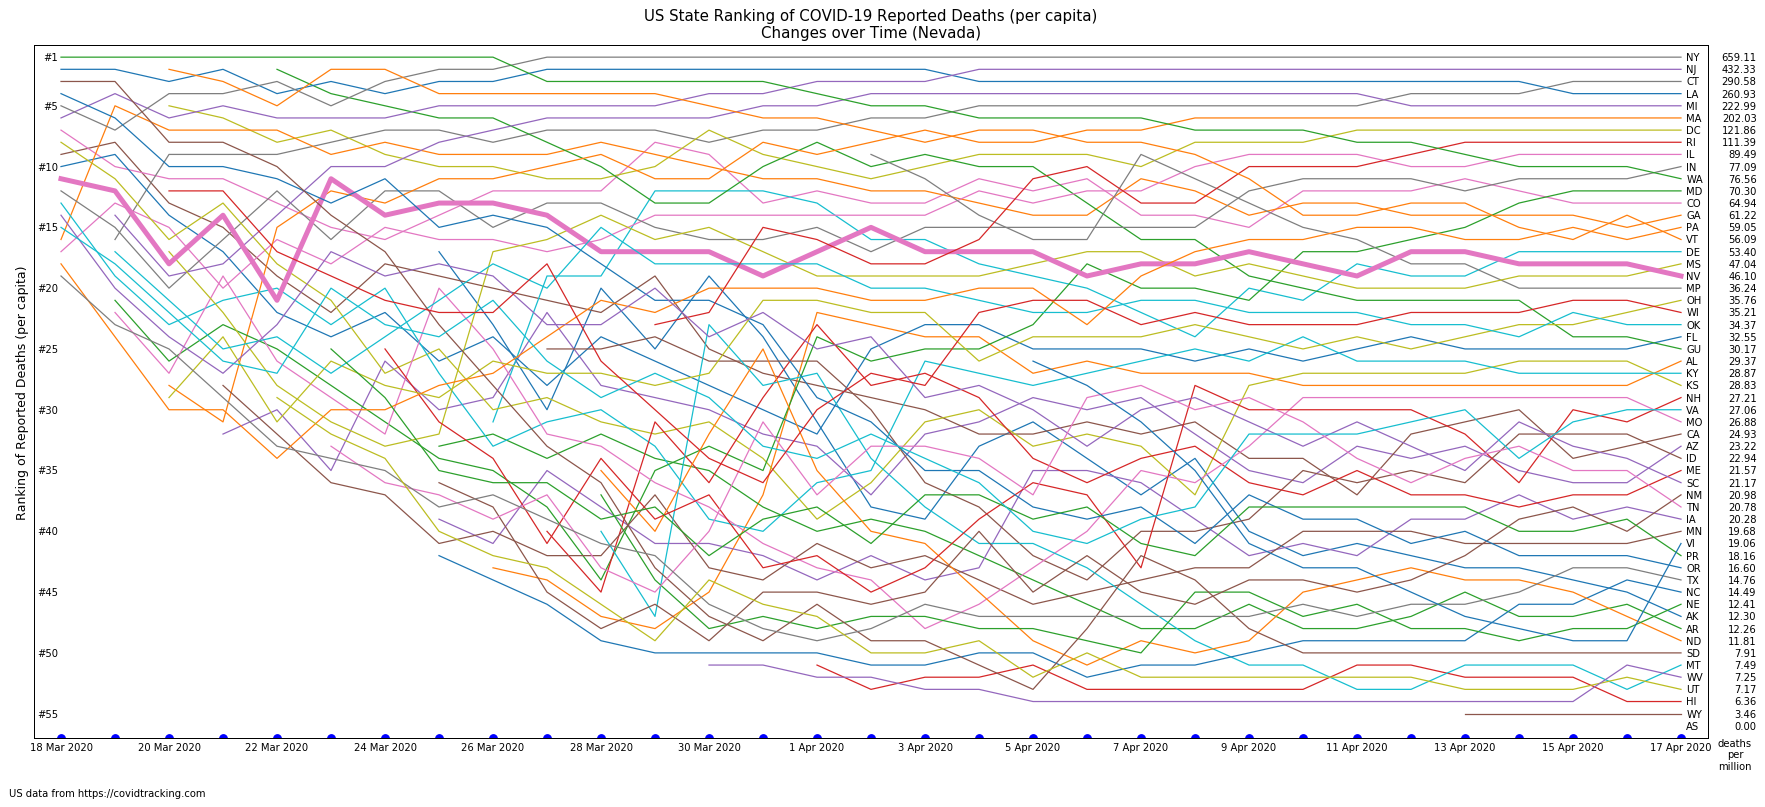 US State Ranking of COVID-19 Reported Deaths (per capita)
Changes over Time (Nevada)
Ranking of Reported Deaths (per capita)
#1
#5
#10
#15
#20
#25
#30
#35
#40
#45
#50
#55
NY 659.11
NJ 432.33
CT 290.58
LA 260.93
MI 222.99
MA 202.03
DC 121.86
RI 111.39
IL 89.49
IN 77.09
WA 76.56
MD 70.30
CO 64.94
GA 61.22
PA 59.05
VT 56.09
DE 53.40
MS 47.04
NV 46.10
MP 36.24
OH 35.76
WI 35.21
OK 34.37
FL 32.55
GU 30.17
AL 29.37
KY 28.87
KS 28.83
NH 27.21
VA 27.06
MO 26.88
CA 24.93
AZ 23.22
ID 22.94
ME 21.57
SC 21.17
NM 20.98
TN 20.78
IA 20.28
MN 19.68
VI 19.06
PR 18.16
OR 16.60
TX 14.76
NC 14.49
NE 12.41
AK 12.30
AR 12.26
ND 11.81
SD 7.91
MT 7.49
WV 7.25
UT 7.17
HI 6.36
WY 3.46
AS 0.00
18 Mar 2020 20 Mar 2020 22 Mar 2020 24 Mar 2020 26 Mar 2020 28 Mar 2020 30 Mar 2020 1 Apr 2020 3 Apr 2020 5 Apr 2020 7 Apr 2020 9 Apr 2020 11 Apr 2020 13 Apr 2020 15 Apr 2020 17 Apr 2020
deaths
per
million
US data from https://covidtracking.com